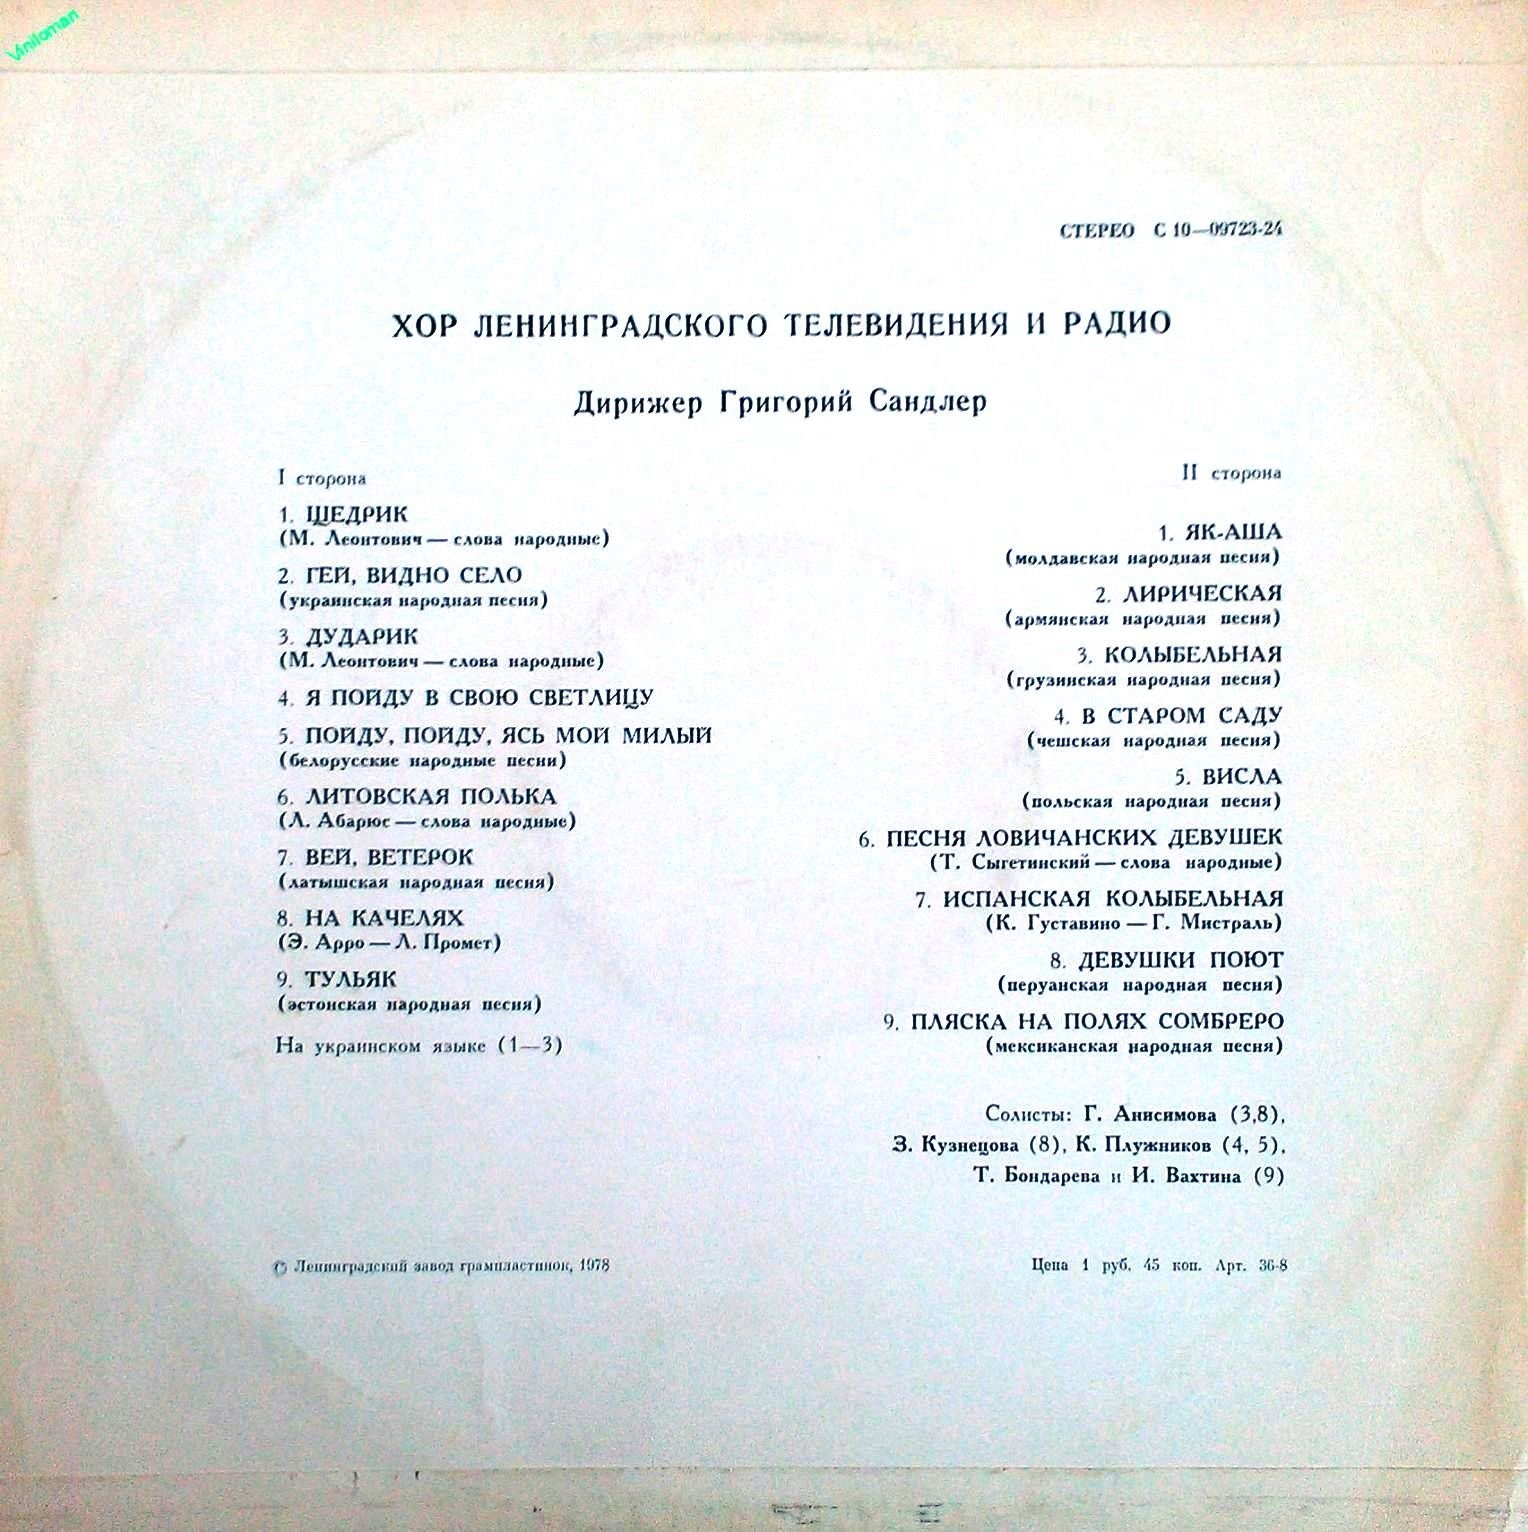 Viniloman
СТЕРЕО С 10—09723-24
ХОР ЛЕНИНГРАДСКОГО ТЕЛЕВИДЕНИЯ И РАДИО
Дирижер Григорий Сандлер
I сторона
1. ЩЕДРИК
(М. Леонтович — слова народные)
2. ГЕЙ, ВИДНО СЕЛО
(украинская народная песня)
3. ДУДАРИК
(М. Леонтович — слова народные)
4. Я ПОЙДУ В СВОЮ СВЕТЛИЦУ
5. ПОЙДУ, ПОЙДУ, ЯСЬ МОЙ МИЛЫЙ
(белорусские народные песни)
6. ЛИТОВСКАЯ ПОЛЬКА
(Л. Абарюс — слова народные)
7. ВЕЙ, ВЕТЕРОК
(латышская народная песня)
8. НА КАЧЕЛЯХ
(Э. Арро — Л. Промет)
9. ТУЛЬЯК
(эстонская народная песня)
На украинском языке (1—3)
II сторона
1. ЯК-АША
(молдавская народная песня)
2. ЛИРИЧЕСКАЯ
(армянская народная песня)
3. КОЛЫБЕЛЬНАЯ
(грузинская народная песня)
4. В СТАРОМ САДУ
(чешская народная песня)
5. ВИСЛА
(польская народная песня)
6. ПЕСНЯ ЛОВИЧАНСКИХ ДЕВУШЕК
(Т. Сыгетинский — слова народные)
7. ИСПАНСКАЯ КОЛЫБЕЛЬНАЯ
(К. Густавино — Г. Мистраль)
8. ДЕВУШКИ ПОЮТ
(перуанская народная песня)
9. ПЛЯСКА НА ПОЛЯХ СОМБРЕРО
(мексиканская народная песня)
Солисты: Г. Анисимова (3,8),
З. Кузнецова (8), К. Плужников (4, 5),
Т. Бондарева и И. Вахтина (9)
© Ленинградский завод грампластинок, 1978
Цена 1 руб. 45 коп. Арт. 36-8